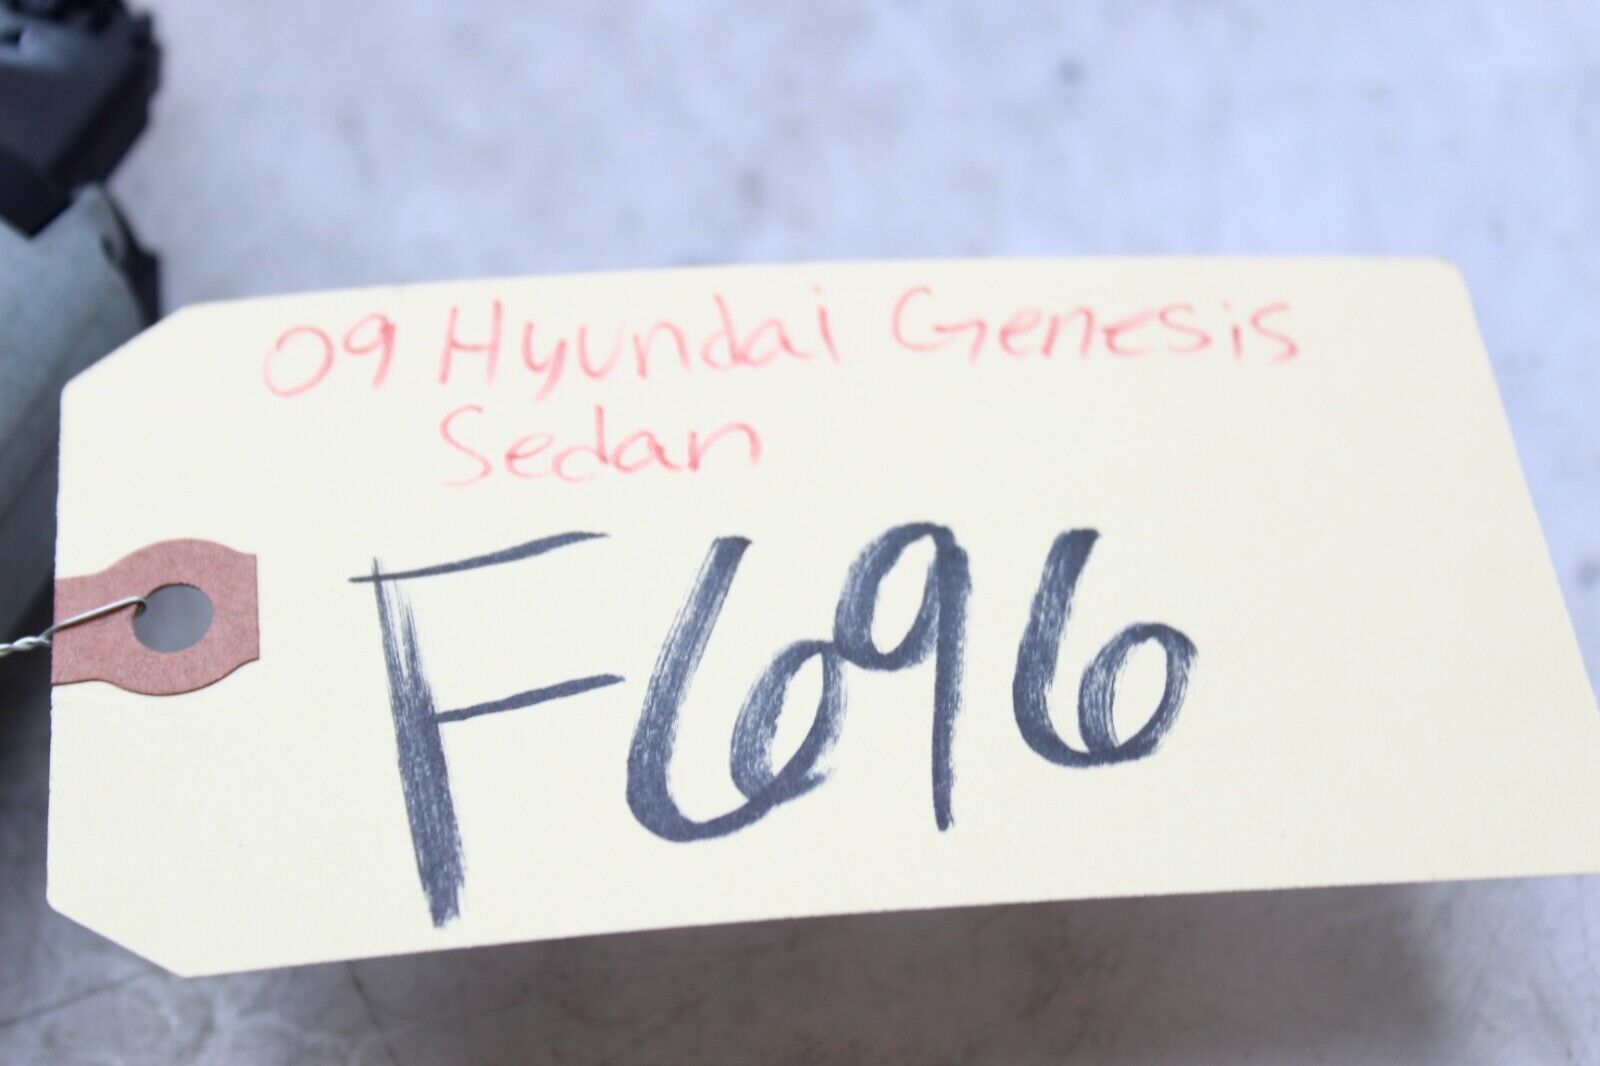 09 Hyundai Genesis
Sedan
F696